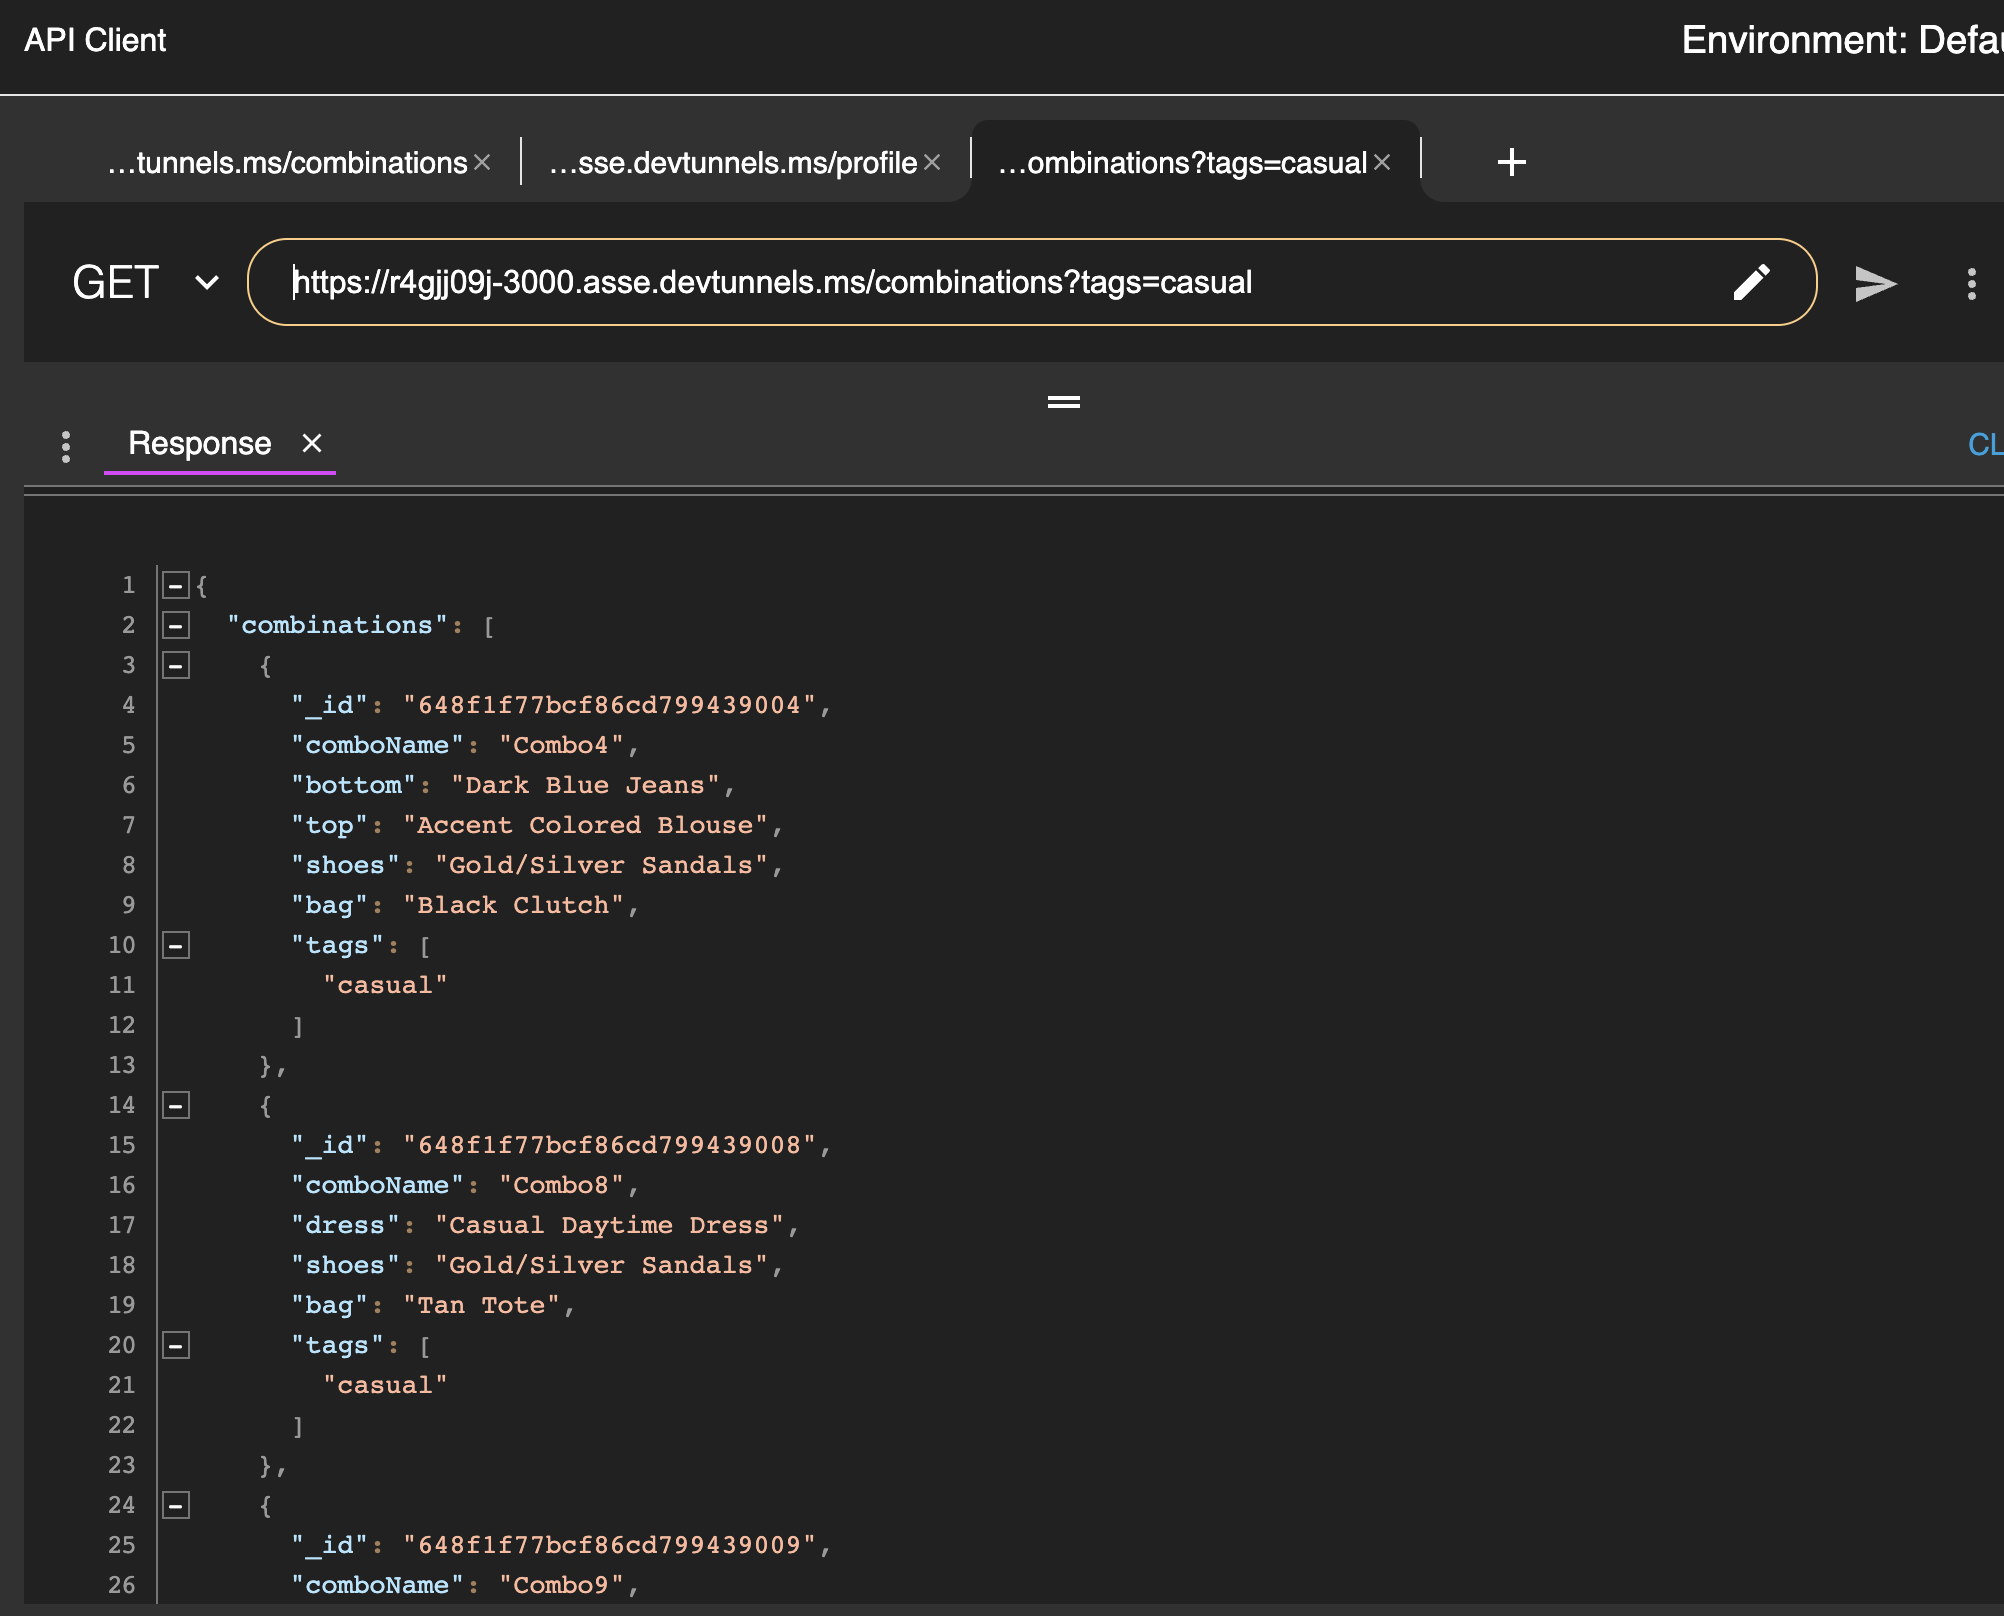 API Client
Environment: Defau
...tunnels.ms/combinations
...sse.devtunnels.ms/profile
...ombinations?tags=casual
GET
https://r4gjj09j-3000.asse.devtunnels.ms/combinations?tags=casual
Response
CL
1 {
2 "combinations": [
3 {
4 "_id": "648f1f77bcf86cd799439004",
5 "comboName": "Combo4",
6 "bottom": "Dark Blue Jeans",
7 "top": "Accent Colored Blouse",
8 "shoes": "Gold/Silver Sandals",
9 "bag": "Black Clutch",
10 "tags": [
11 "casual"
12 ]
13 },
14 {
15 "_id": "648f1f77bcf86cd799439008",
16 "comboName": "Combo8",
17 "dress": "Casual Daytime Dress",
18 "shoes": "Gold/Silver Sandals",
19 "bag": "Tan Tote",
20 "tags": [
21 "casual"
22 ]
23 },
24 {
25 "_id": "648f1f77bcf86cd799439009",
26 "comboName": "Combo9",